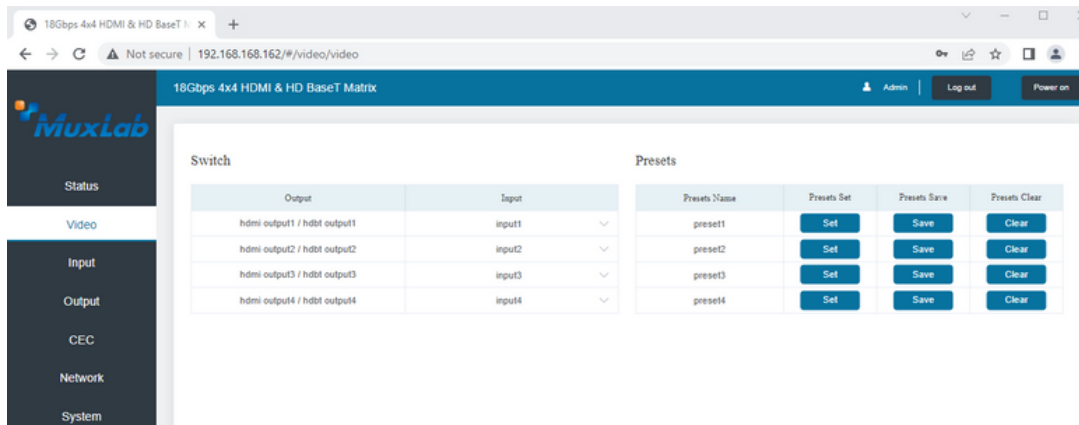 18Gbps 4x4 HDMI & HD BaseT
Not secure
192.168.168.162/#/video/video
18Gbps 4x4 HDMI & HD BaseT Matrix
Admin
Log out
Power on
MuxLab
Status
Video
Input
Output
CEC
Network
System
Switch
Output Input
hdmi output1 / hdbt output1 input1
hdmi output2 / hdbt output2 input2
hdmi output3 / hdbt output3 input3
hdmi output4 / hdbt output4 input4
Presets
Presets Name Presets Set Presets Save Presets Clear
preset1 Set Save Clear
preset2 Set Save Clear
preset3 Set Save Clear
preset4 Set Save Clear